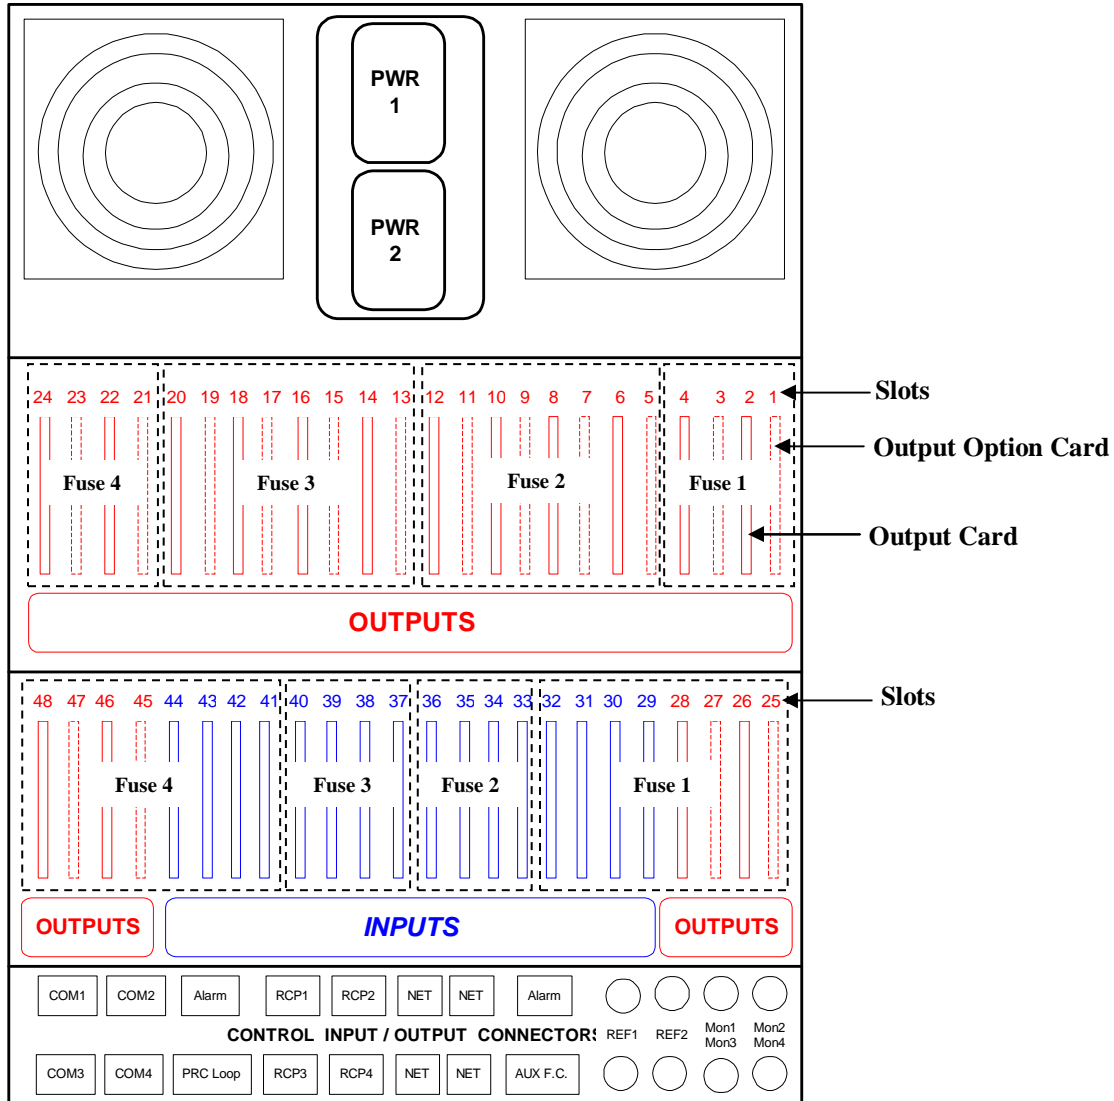 PWR
1
PWR
2
24 23 22 21 20 19 18 17 16 15 14 13 12 11 10 9 8 7 6 5 4 3 2 1
Slots
Output Option Card
Fuse 4 Fuse 3 Fuse 2 Fuse 1
Output Card
OUTPUTS
48 47 46 45 44 43 42 41 40 39 38 37 36 35 34 33 32 31 30 29 28 27 26 25
Slots
Fuse 4 Fuse 3 Fuse 2 Fuse 1
OUTPUTS INPUTS OUTPUTS
COM1 COM2 Alarm RCP1 RCP2 NET NET Alarm
CONTROL INPUT / OUTPUT CONNECTORS REF1 REF2 Mon1 Mon2
Mon3 Mon4
COM3 COM4 PRC Loop RCP3 RCP4 NET NET AUX F.C.